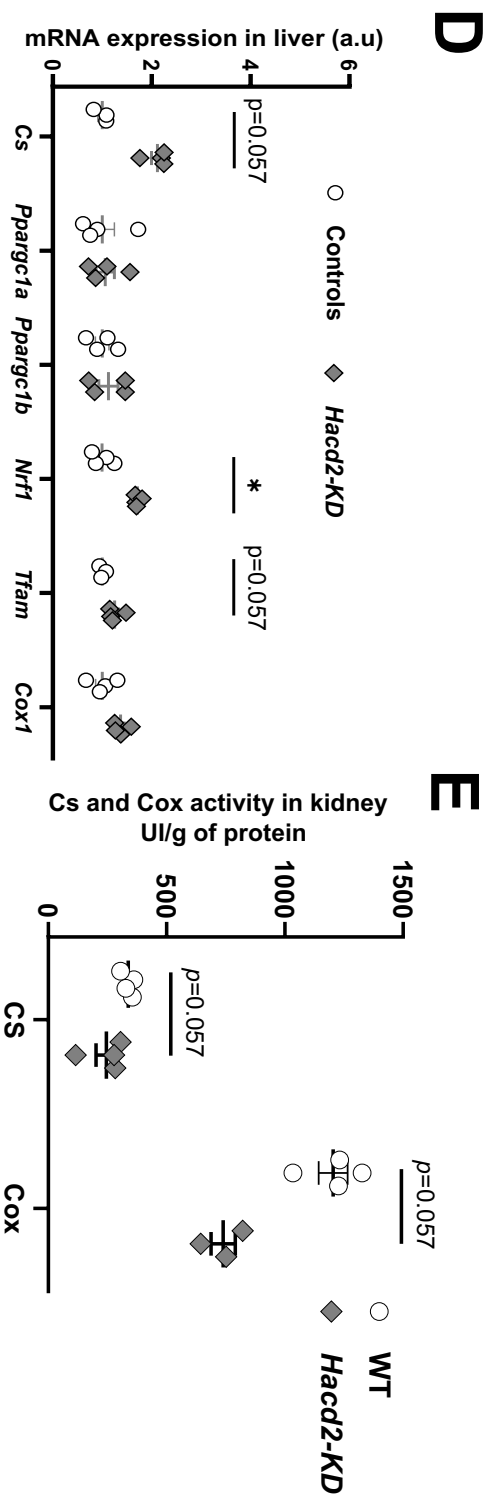 D
mRNA expression in liver (a.u)
6
4
2
0
Controls
Hacd2-KD
p=0.057
*
p=0.057
Cs
Ppargc1a
Ppargc1b
Nrf1
Tfam
Cox1
E
Cs and Cox activity in kidney
UI/g of protein
1500
1000
500
0
WT
Hacd2-KD
p=0.057
p=0.057
CS
Cox